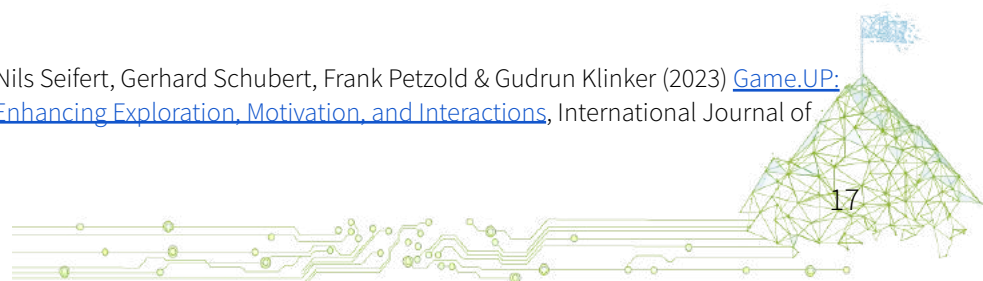 Nils Seifert, Gerhard Schubert, Frank Petzold & Gudrun Klinker (2023) Game.UP:
Enhancing Exploration, Motivation, and Interactions, International Journal of
17